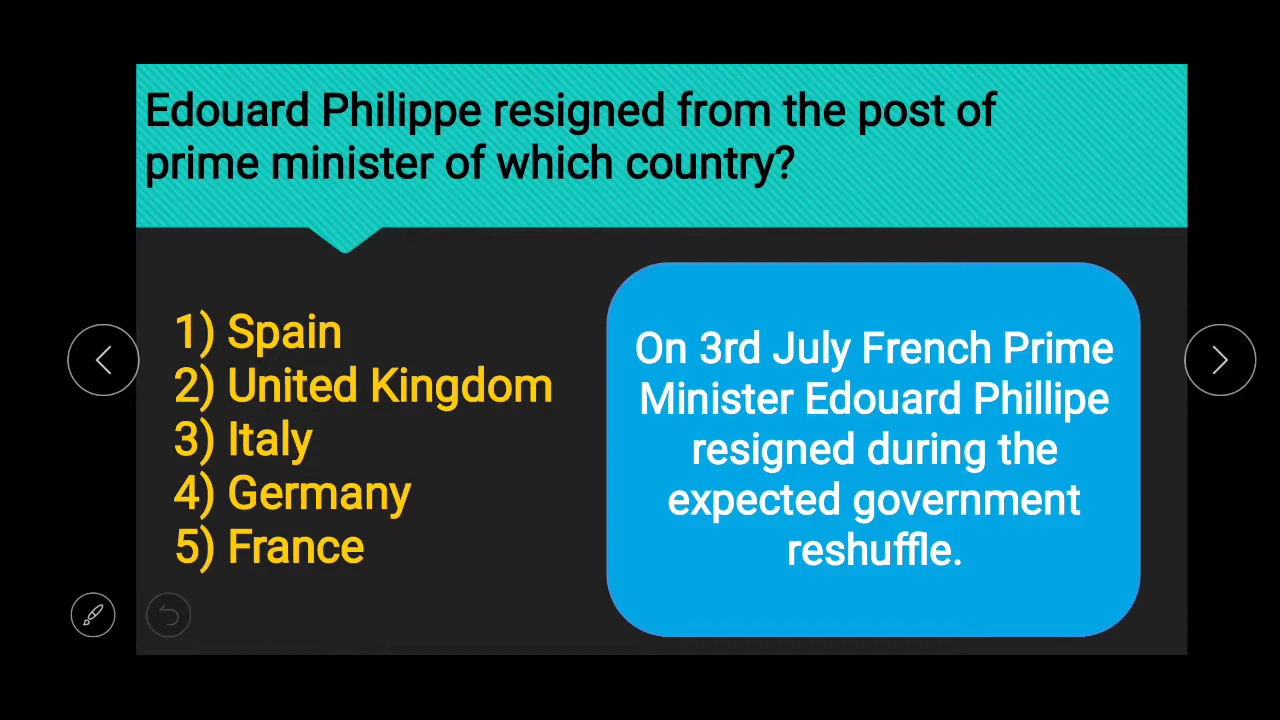 Edouard Philippe resigned from the post of
prime minister of which country?
1) Spain
2) United Kingdom
3) Italy
4) Germany
5) France
On 3rd July French Prime
Minister Edouard Phillipe
resigned during the
expected government
reshuffle.